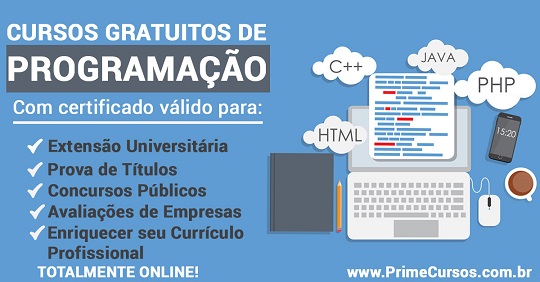 CURSOS GRATUITOS DE
PROGRAMAÇÃO
Com certificado válido para:
Extensão Universitária
Prova de Títulos
Concursos Públicos
Avaliações de Empresas
Enriquecer seu Currículo
Profissional
TOTALMENTE ONLINE!
C++
JAVA
PHP
HTML
15:20
www.PrimeCursos.com.br